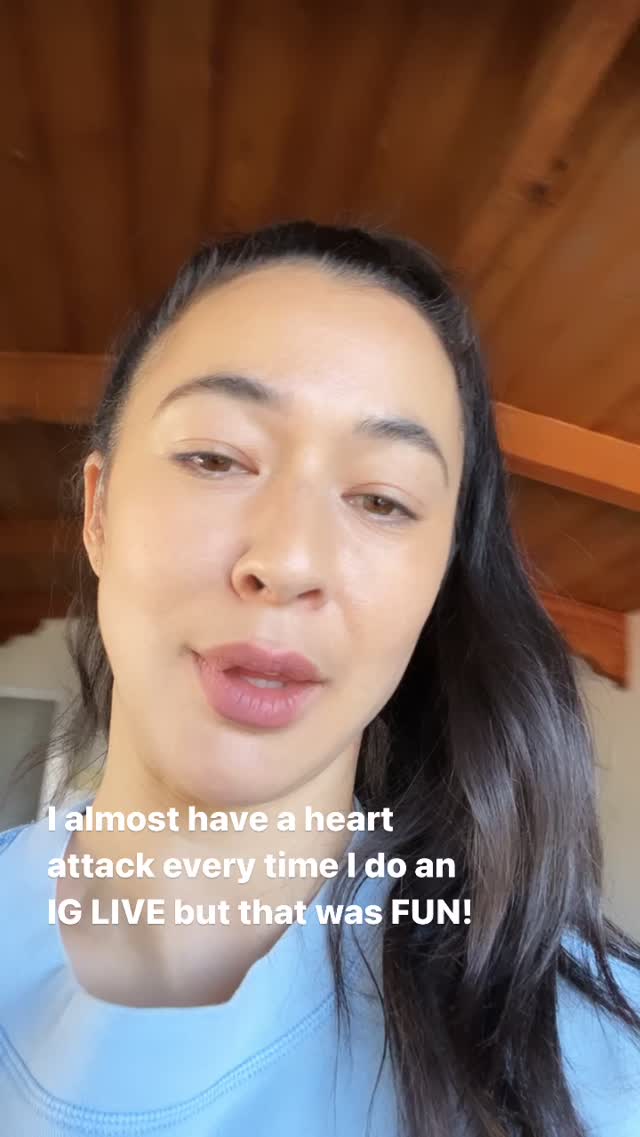 I almost have a heart
attack every time I do an
IG LIVE but that was FUN!